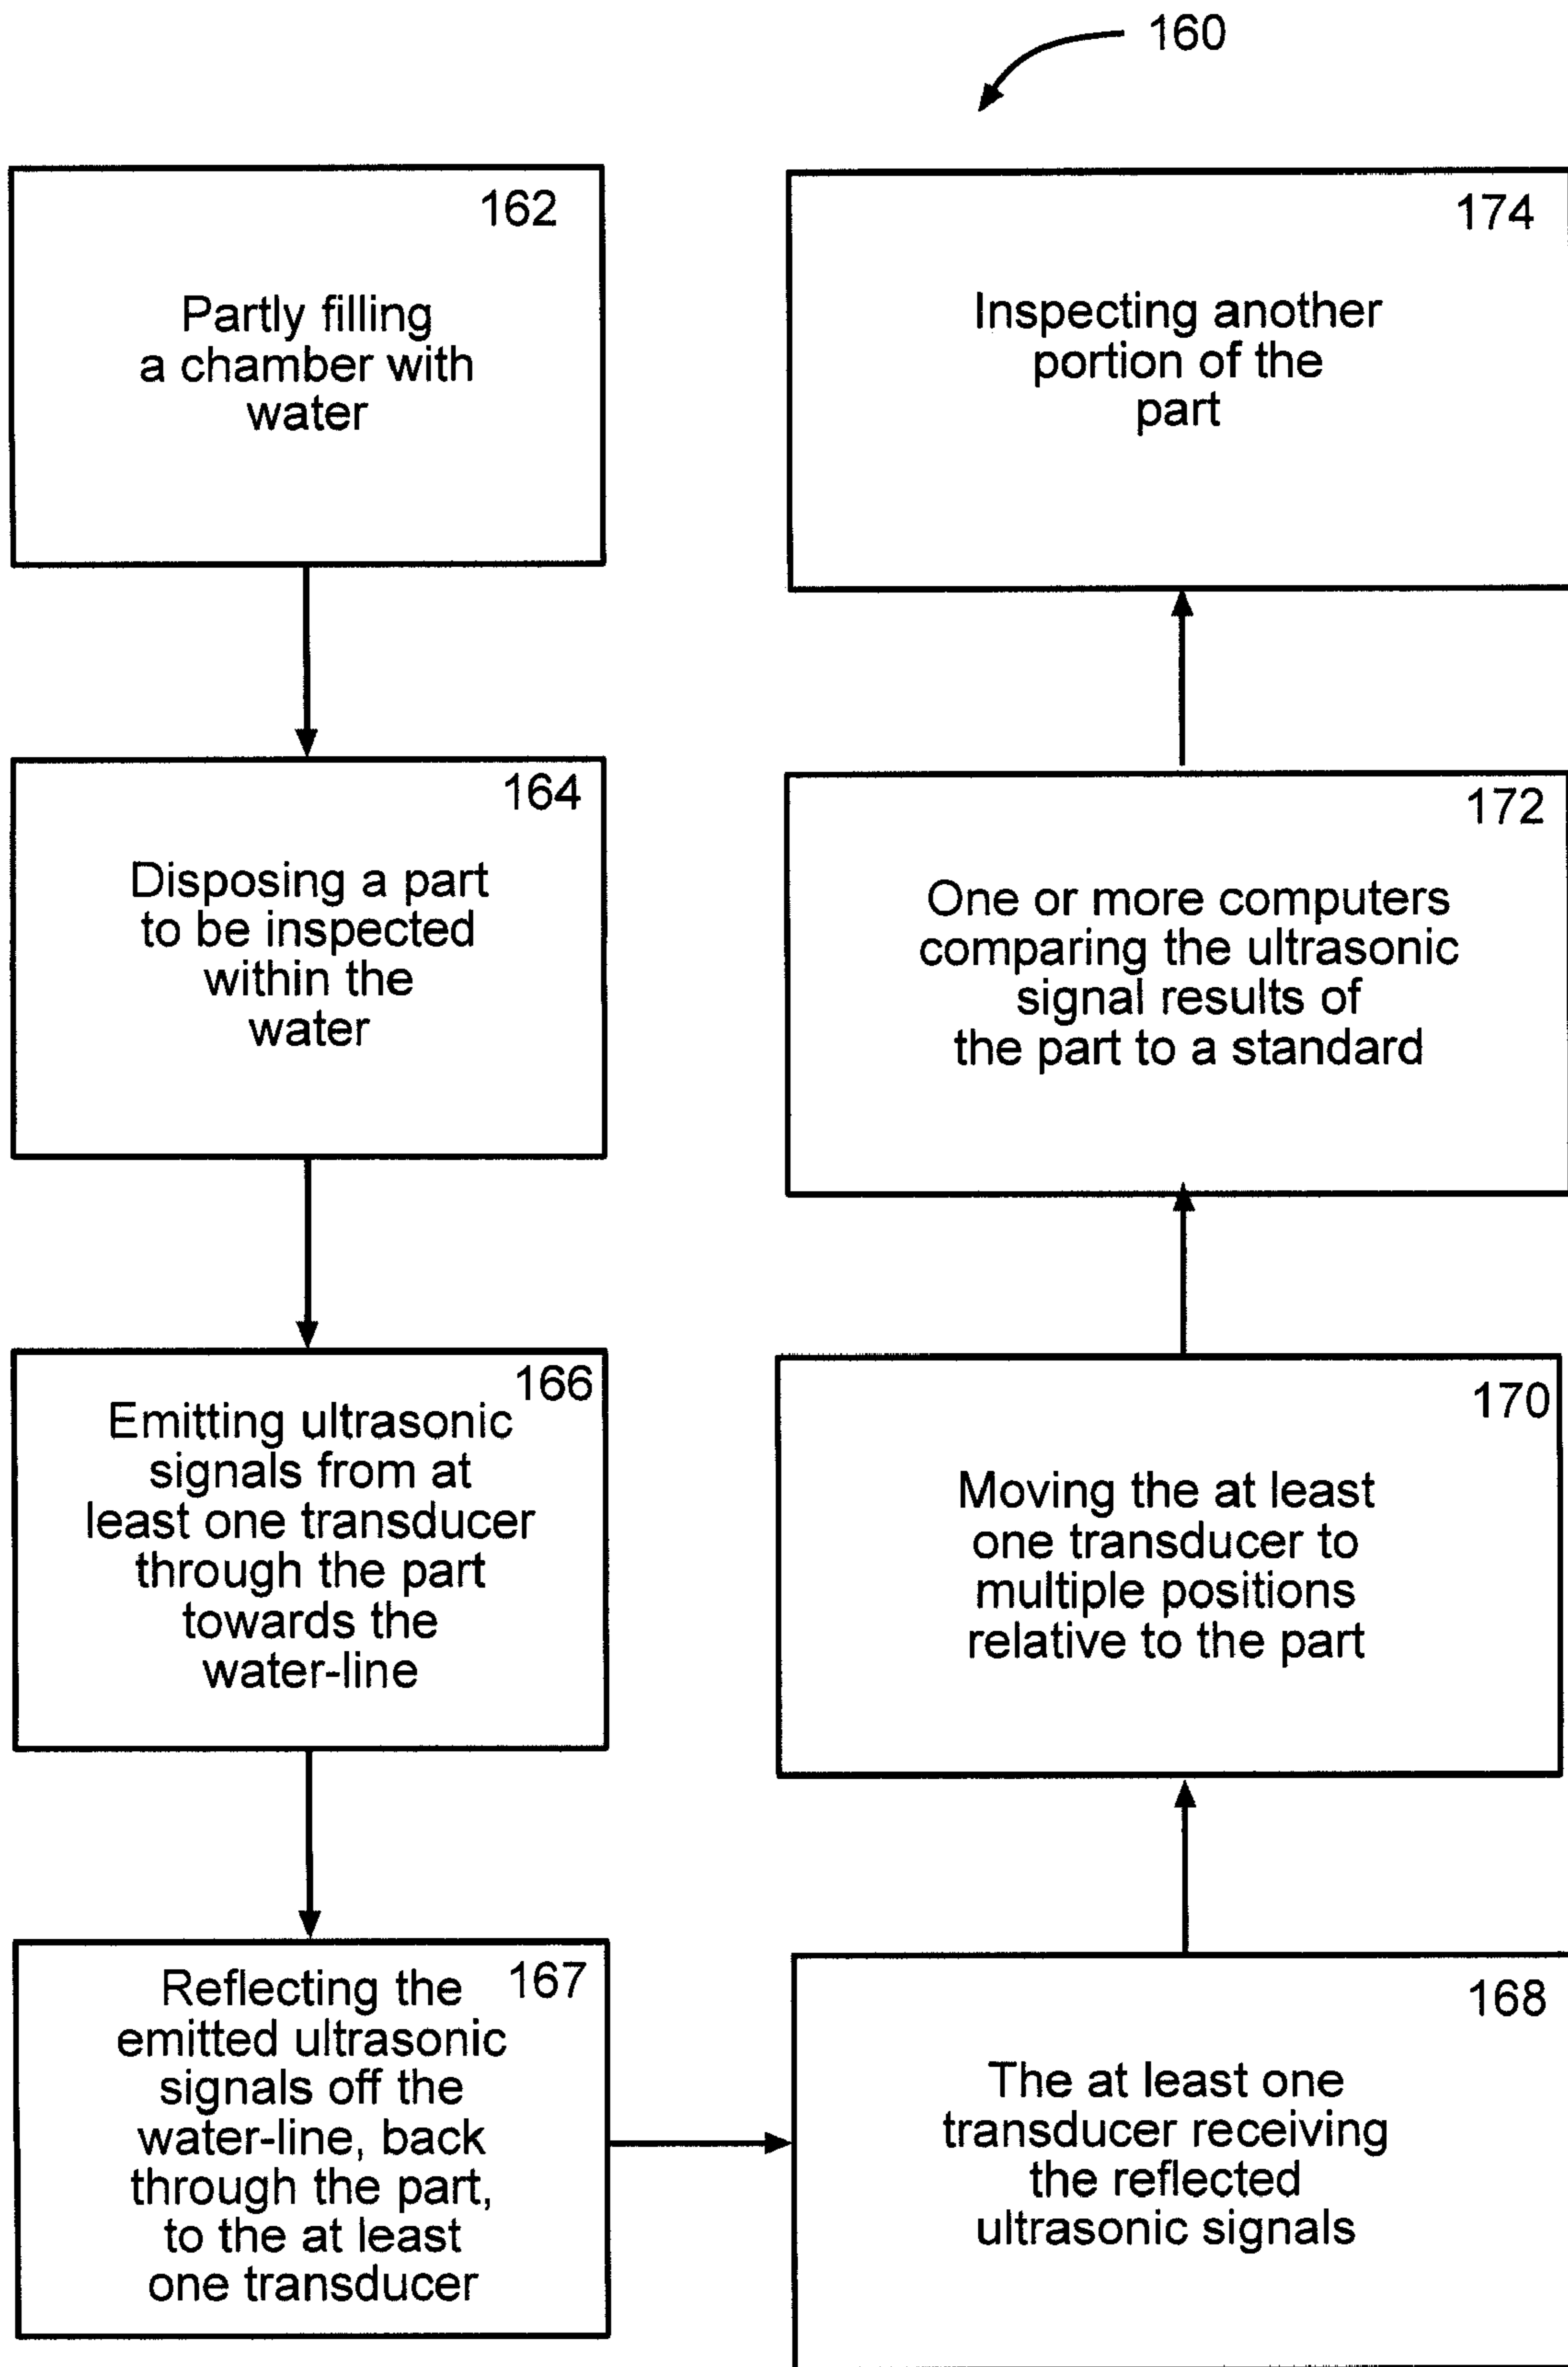 160
162
Partly filling
a chamber with
water
164
Disposing a part
to be inspected
within the
water
166
Emitting ultrasonic
signals from at
least one transducer
through the part
towards the
water-line
167
Reflecting the
emitted ultrasonic
signals off the
water-line, back
through the part,
to the at least
one transducer
168
The at least one
transducer receiving
the reflected
ultrasonic signals
170
Moving the at least
one transducer to
multiple positions
relative to the part
172
One or more computers
comparing the ultrasonic
signal results of
the part to a standard
174
Inspecting another
portion of the
part